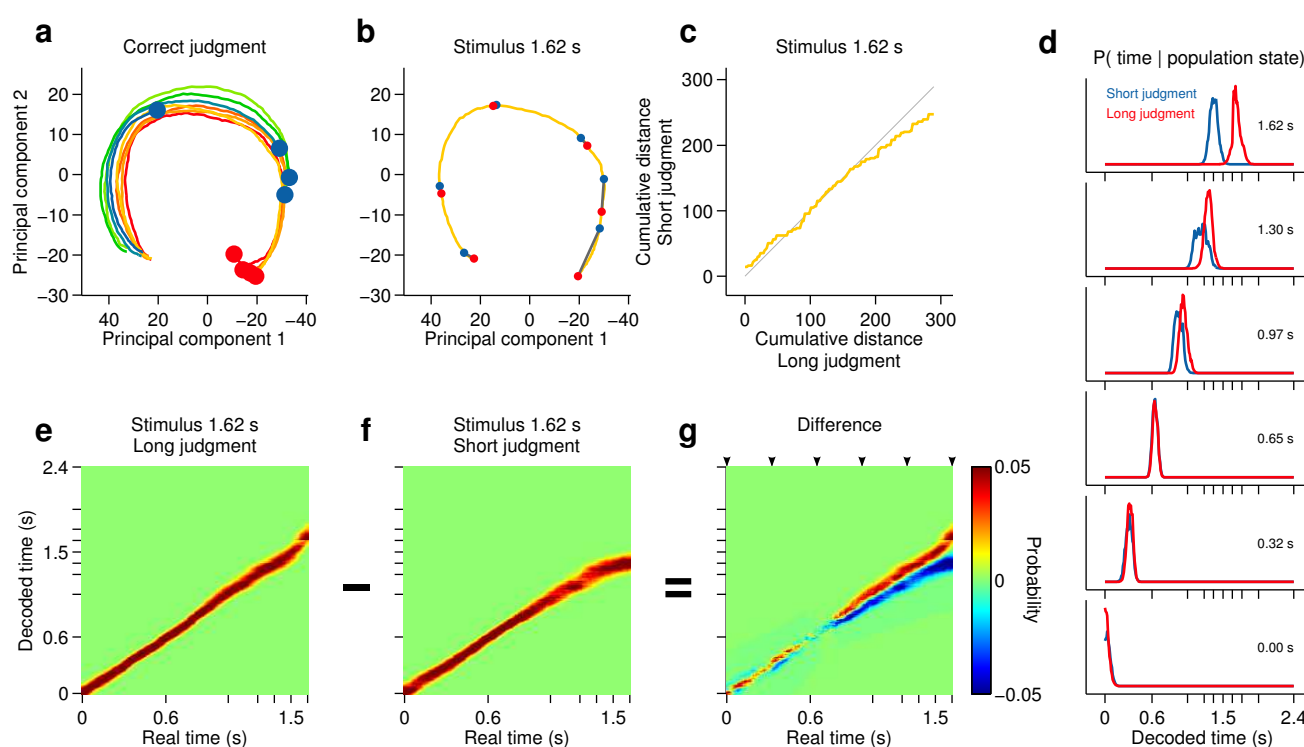 a
Correct judgment
Principal component 2
20
10
0
−10
−20
−30
40
20
0
−20
−40
Principal component 1
b
Stimulus 1.62 s
20
10
0
−10
−20
−30
40
20
0
−20
−40
Principal component 1
c
Stimulus 1.62 s
Cumulative distance
Short judgment
300
200
100
0
0
100
200
300
Cumulative distance
Long judgment
d
P( time | population state)
Short judgment
Long judgment
1.62 s
1.30 s
0.97 s
0.65 s
0.32 s
0.00 s
0
0.6
1.5
2.4
Decoded time (s)
e
Stimulus 1.62 s
Long judgment
Decoded time (s)
2.4
1.5
0.6
0
0
0.6
1.5
Real time (s)
−
f
Stimulus 1.62 s
Short judgment
0
0.6
1.5
Real time (s)
=
g
Difference
0
0.6
1.5
Real time (s)
0.05
0
−0.05
Probability